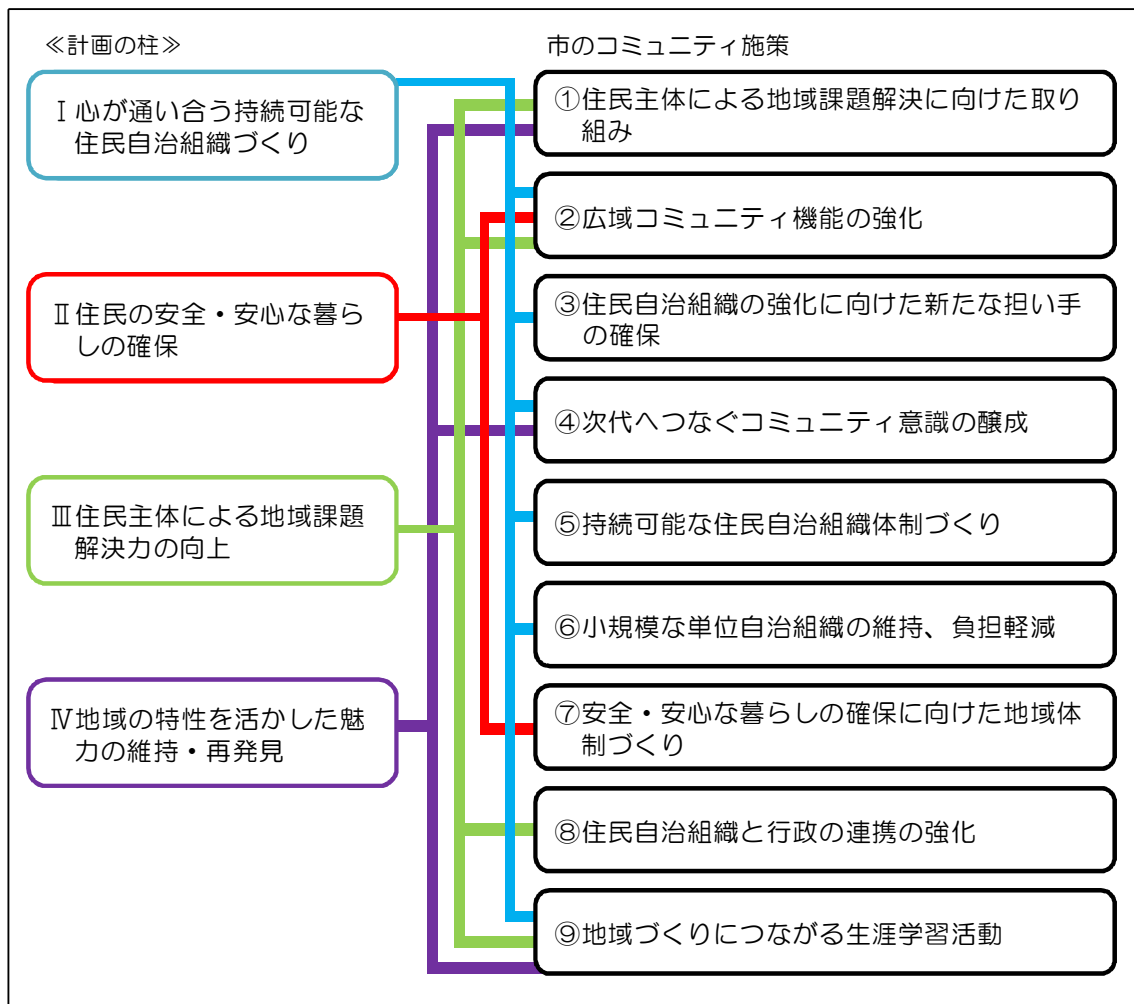 ≪計画の柱≫
Ⅰ心が通い合う持続可能な
住民自治組織づくり
Ⅱ住民の安全・安心な暮ら
しの確保
Ⅲ住民主体による地域課題
解決力の向上
Ⅳ地域の特性を活かした魅
力の維持・再発見
市のコミュニティ施策
①住民主体による地域課題解決に向けた取り
組み
②広域コミュニティ機能の強化
③住民自治組織の強化に向けた新たな担い手
の確保
④次代へつなぐコミュニティ意識の醸成
⑤持続可能な住民自治組織体制づくり
⑥小規模な単位自治組織の維持、負担軽減
⑦安全・安心な暮らしの確保に向けた地域体
制づくり
⑧住民自治組織と行政の連携の強化
⑨地域づくりにつながる生涯学習活動